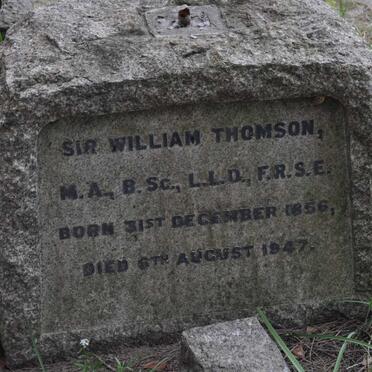 SIR WILLIAM THOMSON,
M.A., B.SC., L.L.D., F.R.S.E.
BORN 31ST DECEMBER 1856,
DIED 6TH AUGUST 1947.